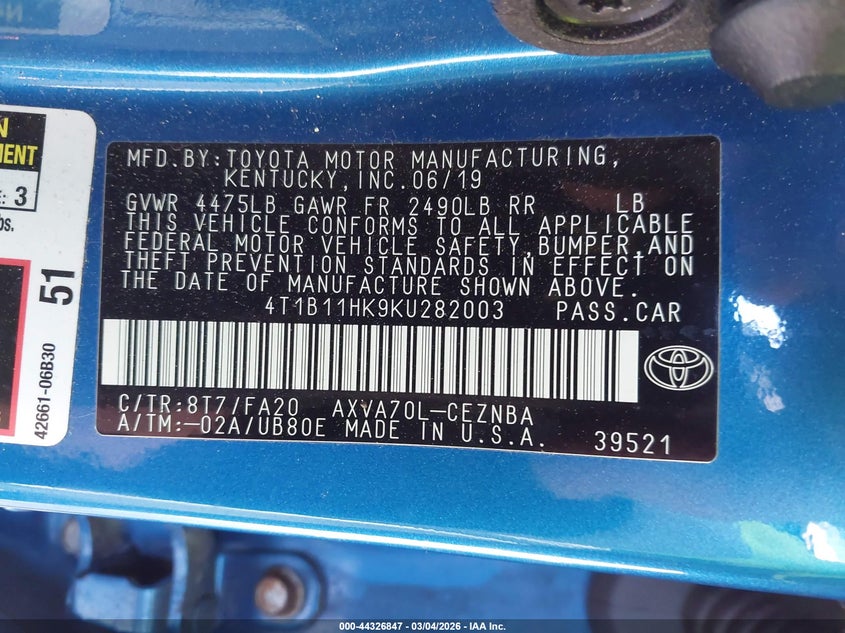 MFD.BY:TOYOTA MOTOR MANUFACTURING,
KENTUCKY,INC.06/19
GVWR 4475LB GAWR FR 2490LB RR LB
THIS VEHICLE CONFORMS TO ALL APPLICABLE
FEDERAL MOTOR VEHICLE SAFETY,BUMPER,AND
THEFT PREVENTION STANDARDS IN EFFECT ON
THE DATE OF MANUFACTURE SHOWN ABOVE.
4T1B11HK9KU282003 PASS.CAR
C/TR:8T7/FA20 AXVA70L-CEZNBA
A/TM:-02A/UB80E MADE IN U.S.A. 39521
3
51
42661-06B30
000-44326847 - 03/04/2026 - IAA Inc.